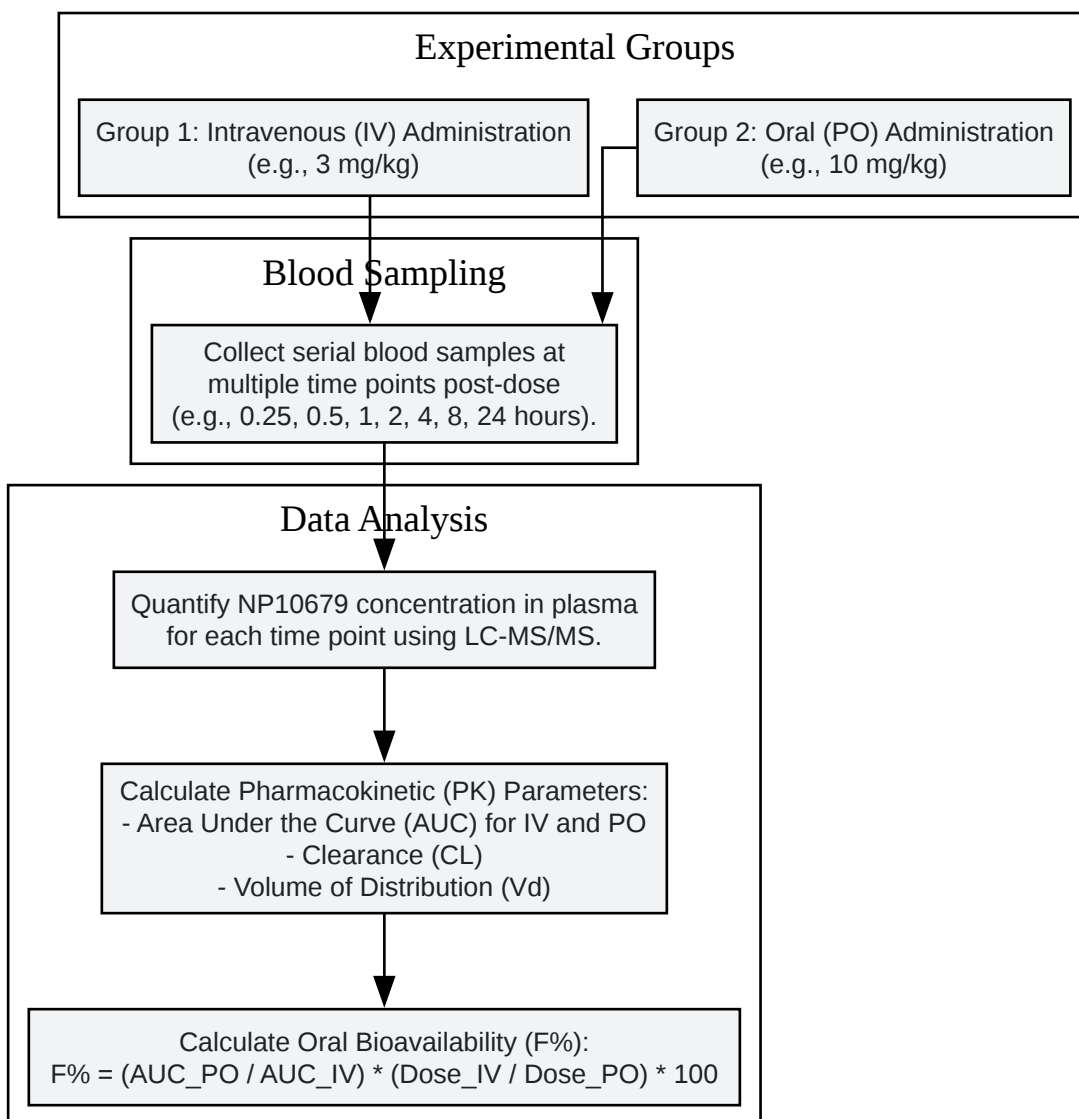 Experimental Groups
Group 1: Intravenous (IV) Administration
(e.g., 3 mg/kg)
Group 2: Oral (PO) Administration
(e.g., 10 mg/kg)
Blood Sampling
Collect serial blood samples at
multiple time points post-dose
(e.g., 0.25, 0.5, 1, 2, 4, 8, 24 hours).
Data Analysis
Quantify NP10679 concentration in plasma
for each time point using LC-MS/MS.
Calculate Pharmacokinetic (PK) Parameters:
- Area Under the Curve (AUC) for IV and PO
- Clearance (CL)
- Volume of Distribution (Vd)
Calculate Oral Bioavailability (F%):
F% = (AUC_PO / AUC_IV) * (Dose_IV / Dose_PO) * 100